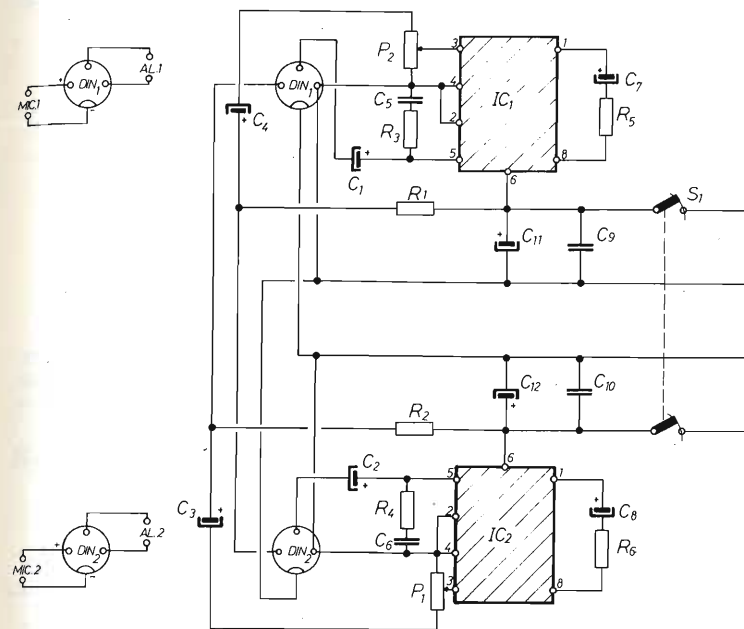 DIN1
AL.1
MIC.1
+
-
DIN1
P2
C4
+
C5
R3
C1
+
3
4
2
5
IC1
1
8
6
+
C7
R5
R1
C11
+
C9
S1
C12
+
C10
R2
C3
+
C2
+
R4
C6
P1
DIN2
5
2
4
3
IC2
6
1
8
+
C8
R6
DIN2
AL.2
MIC.2
+
-